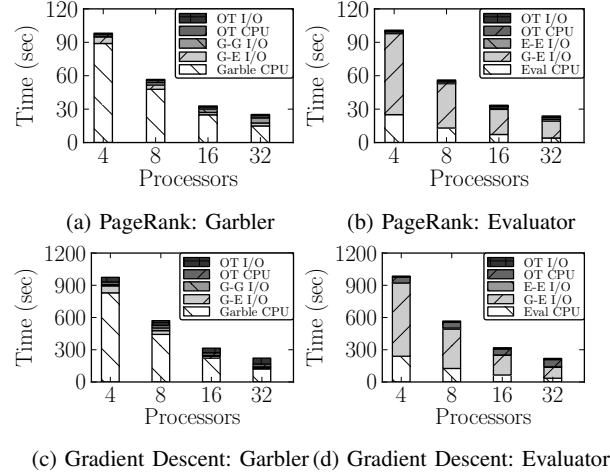 120
90
60
30
0
Time (sec)
OT I/O
OT CPU
G-G I/O
G-E I/O
Garble CPU
4 8 16 32
Processors
(a) PageRank: Garbler
120
90
60
30
0
Time (sec)
OT I/O
OT CPU
E-E I/O
G-E I/O
Eval CPU
4 8 16 32
Processors
(b) PageRank: Evaluator
1200
900
600
300
0
Time (sec)
OT I/O
OT CPU
G-G I/O
G-E I/O
Garble CPU
4 8 16 32
Processors
(c) Gradient Descent: Garbler
1200
900
600
300
0
Time (sec)
OT I/O
OT CPU
E-E I/O
G-E I/O
Eval CPU
4 8 16 32
Processors
(d) Gradient Descent: Evaluator